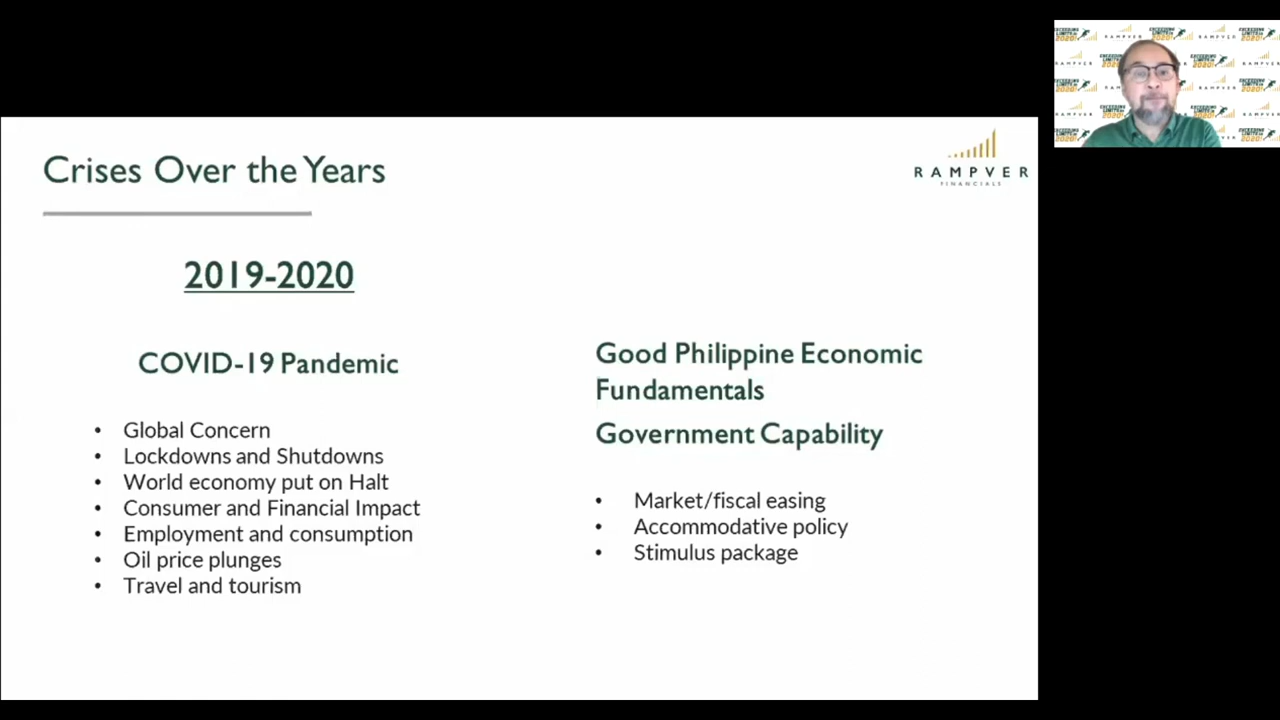 Crises Over the Years
RAMPVER
FINANCIALS
2019-2020
COVID-19 Pandemic
• Global Concern
• Lockdowns and Shutdowns
• World economy put on Halt
• Consumer and Financial Impact
• Employment and consumption
• Oil price plunges
• Travel and tourism
Good Philippine Economic
Fundamentals
Government Capability
• Market/fiscal easing
• Accommodative policy
• Stimulus package